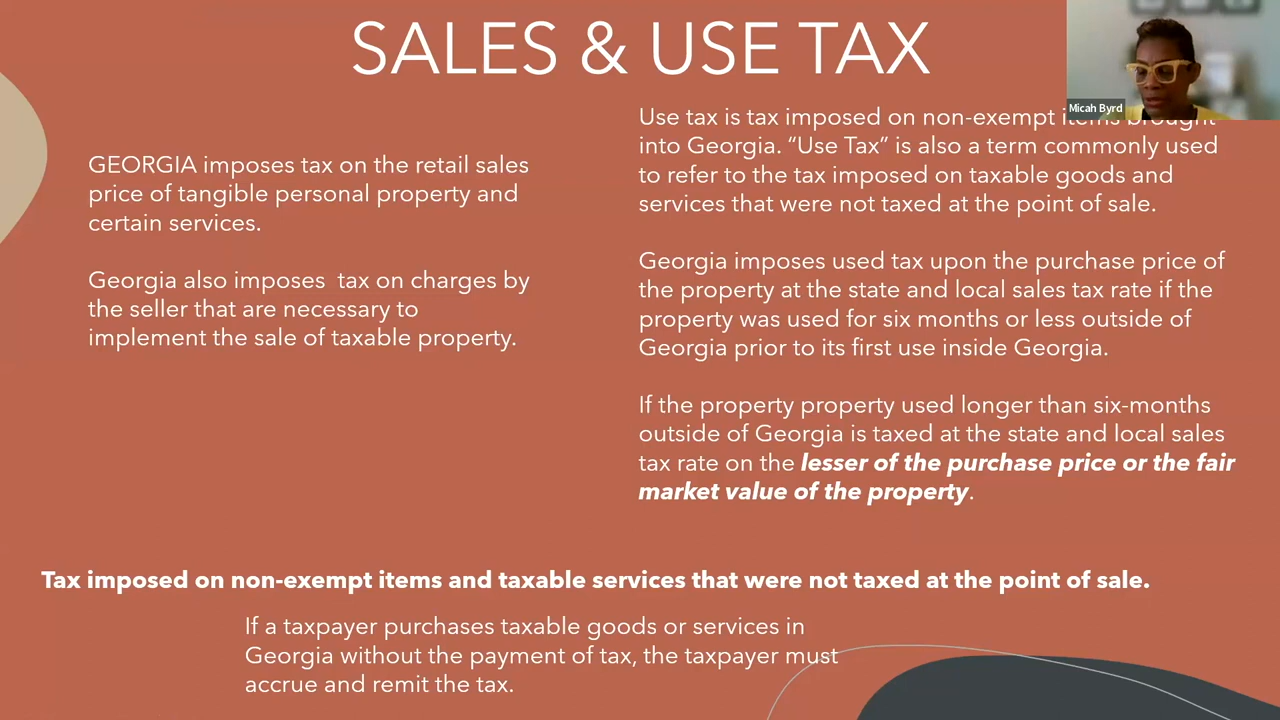 SALES & USE TAX
Micah Byrd
GEORGIA imposes tax on the retail sales
price of tangible personal property and
certain services.
Georgia also imposes  tax on charges by
the seller that are necessary to
implement the sale of taxable property.
Use tax is tax imposed on non-exempt items brought
into Georgia. “Use Tax” is also a term commonly used
to refer to the tax imposed on taxable goods and
services that were not taxed at the point of sale.
Georgia imposes used tax upon the purchase price of
the property at the state and local sales tax rate if the
property was used for six months or less outside of
Georgia prior to its first use inside Georgia.
If the property property used longer than six-months
outside of Georgia is taxed at the state and local sales
tax rate on the lesser of the purchase price or the fair
market value of the property.
Tax imposed on non-exempt items and taxable services that were not taxed at the point of sale.
If a taxpayer purchases taxable goods or services in
Georgia without the payment of tax, the taxpayer must
accrue and remit the tax.